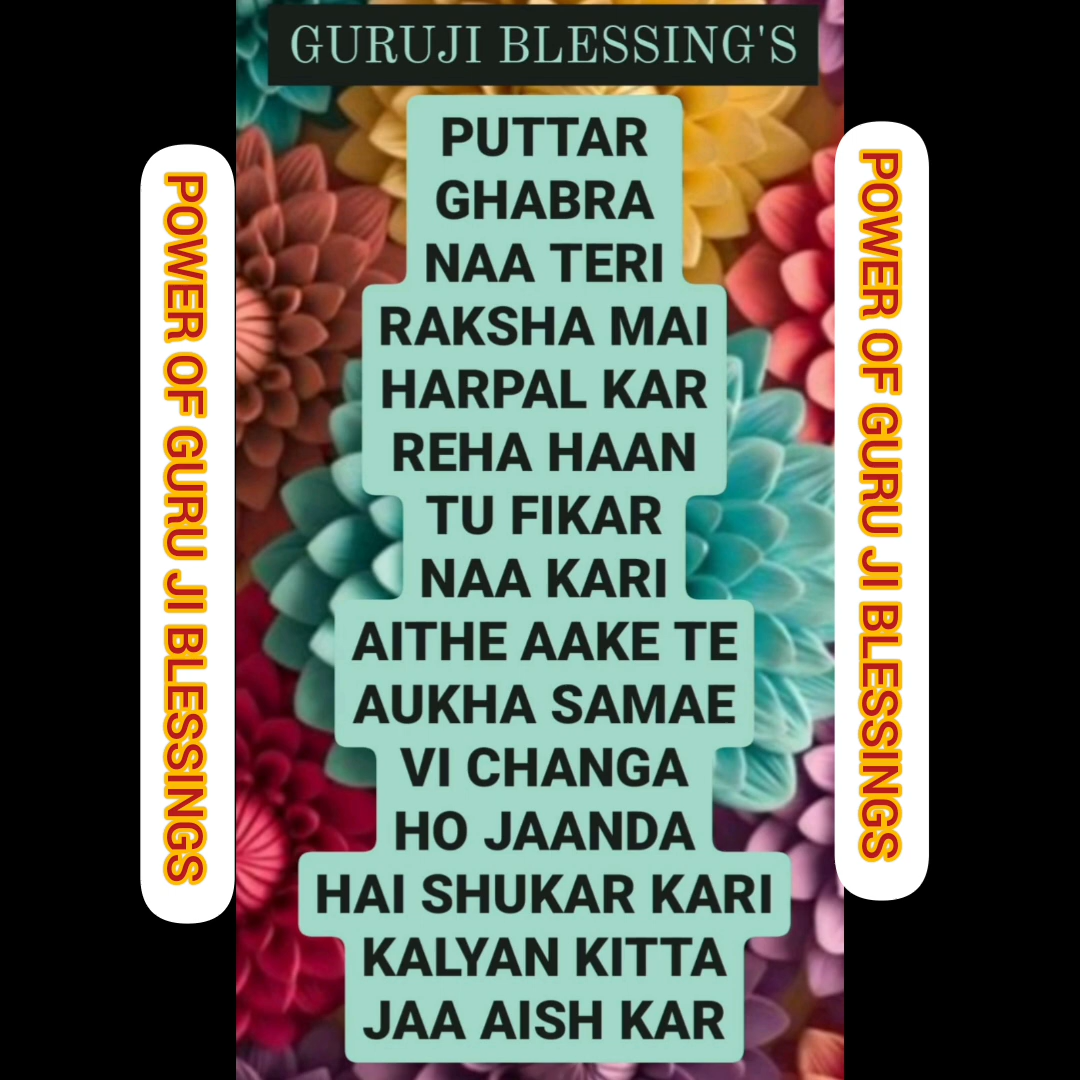 GURUJI BLESSING'S
PUTTAR
GHABRA
NAA TERI
RAKSHA MAI
HARPAL KAR
REHA HAAN
TU FIKAR
NAA KARI
AITHE AAKE TE
AUKHA SAMAE
VI CHANGA
HO JAANDA
HAI SHUKAR KARI
KALYAN KITTA
JAA AISH KAR
POWER OF GURU JI BLESSINGS
POWER OF GURU JI BLESSINGS